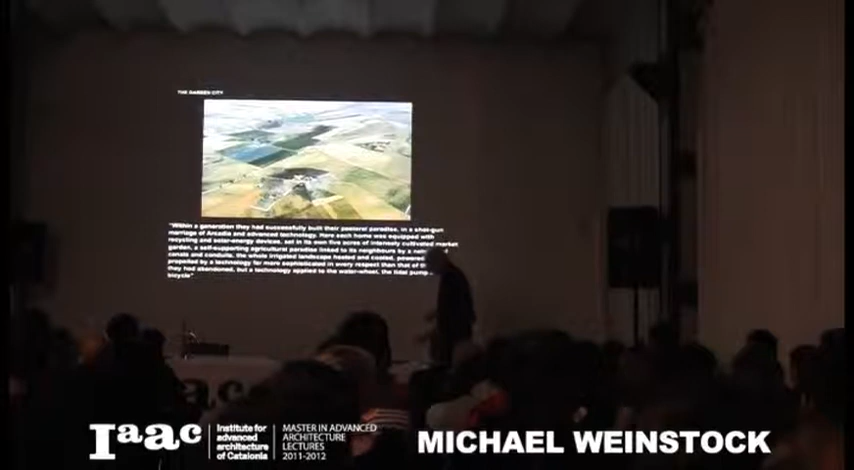 THE GARDEN CITY
"Within a generation they had successfully built their pastoral paradise, in a shot-gun
marriage of Arcadia and advanced technology. Here each home was equipped with
recycling and solar-energy devices, set in its own five acres of intensely cultivated market
garden, a self-supporting agricultural paradise linked to its neighbours by a
canals and conduits, the whole irrigated landscape heated and cooled, powered
propelled by a technology far more sophisticated in every respect than that of
they had abandoned, but a technology applied to the water-wheel, the tidal pump
bicycle"
Iaac
Institute for
advanced
architecture
of Catalonia
MASTER IN ADVANCED
ARCHITECTURE
LECTURES
2011-2012
MICHAEL WEINSTOCK